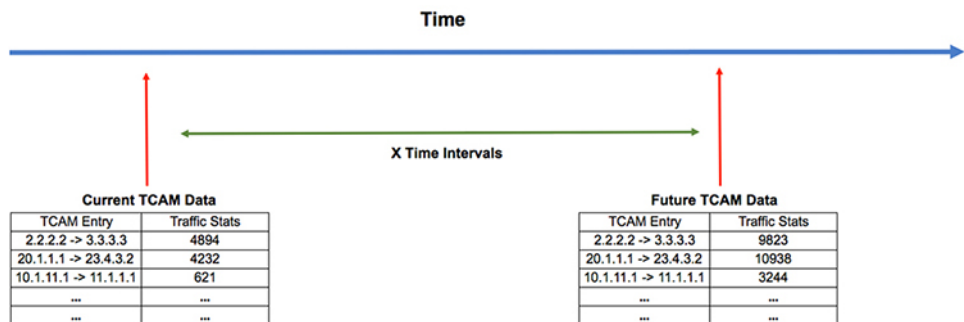 Time
X Time Intervals
Current TCAM Data
TCAM Entry Traffic Stats
2.2.2.2 -> 3.3.3.3 4894
20.1.1.1 -> 23.4.3.2 4232
10.1.11.1 -> 11.1.1.1 621
... ...
... ...
Future TCAM Data
TCAM Entry Traffic Stats
2.2.2.2 -> 3.3.3.3 9823
20.1.1.1 -> 23.4.3.2 10938
10.1.11.1 -> 11.1.1.1 3244
... ...
... ...